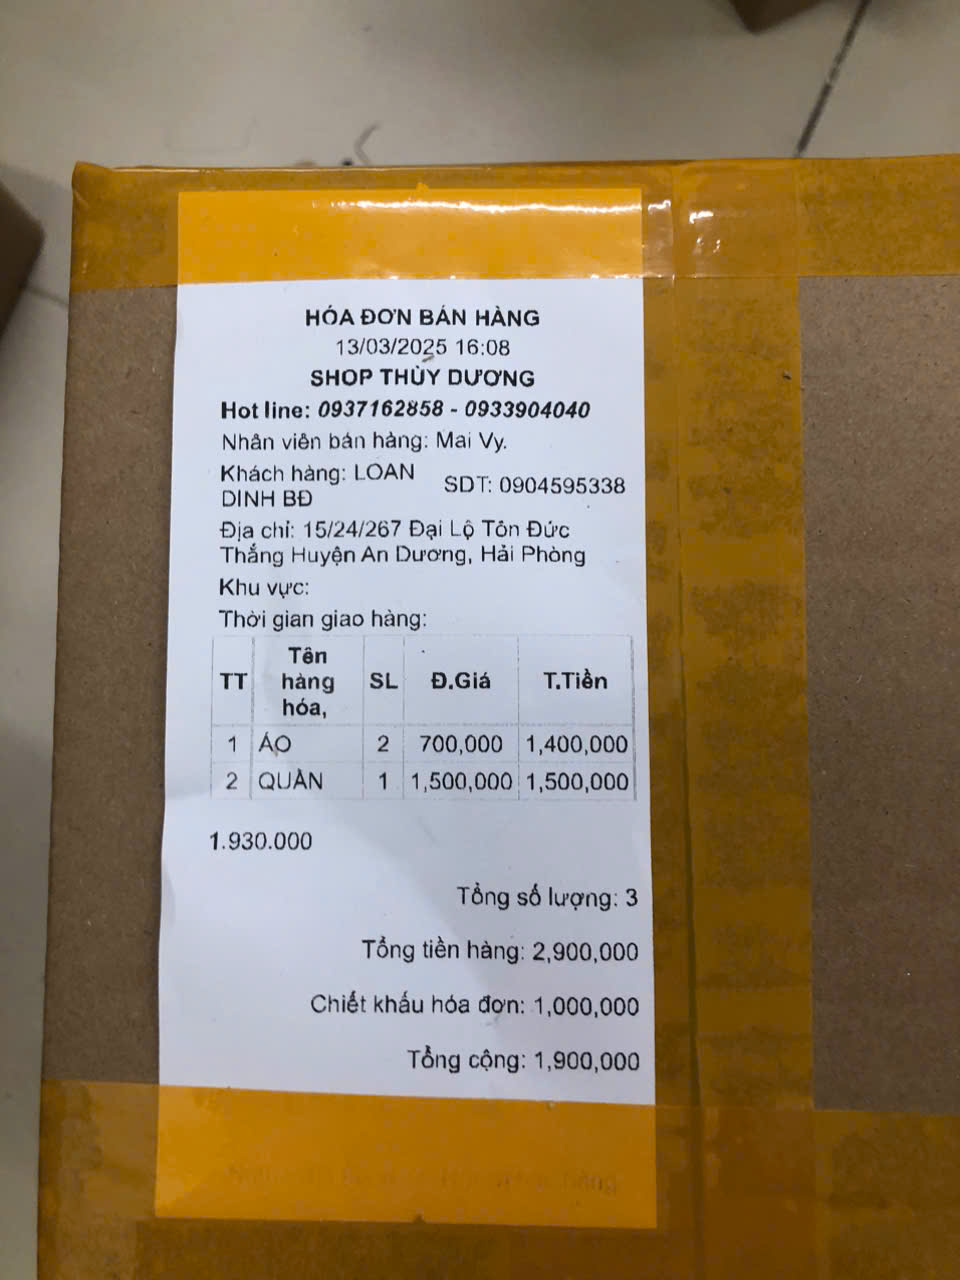 HÓA ĐƠN BÁN HÀNG
13/03/2025 16:08
SHOP THÙY DƯƠNG
Hot line: 0937162858 - 0933904040
Nhân viên bán hàng: Mai Vy.
Khách hàng: LOAN DINH BĐ SDT: 0904595338
Địa chỉ: 15/24/267 Đại Lộ Tôn Đức
Thắng Huyện An Dương, Hải Phòng
Khu vực:
Thời gian giao hàng:
TT Tên hàng hóa, SL Đ.Giá T.Tiền
1 ÁO 2 700,000 1,400,000
2 QUẦN 1 1,500,000 1,500,000
1.930.000
Tổng số lượng: 3
Tổng tiền hàng: 2,900,000
Chiết khấu hóa đơn: 1,000,000
Tổng cộng: 1,900,000